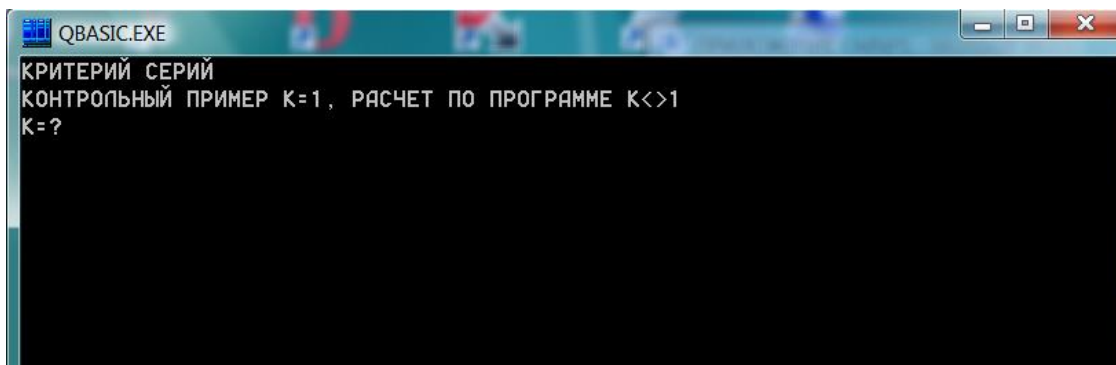 QBASIC.EXE
КРИТЕРИЙ СЕРИЙ
КОНТРОЛЬНЫЙ ПРИМЕР K=1, РАСЧЕТ ПО ПРОГРАММЕ K<>1
K=?